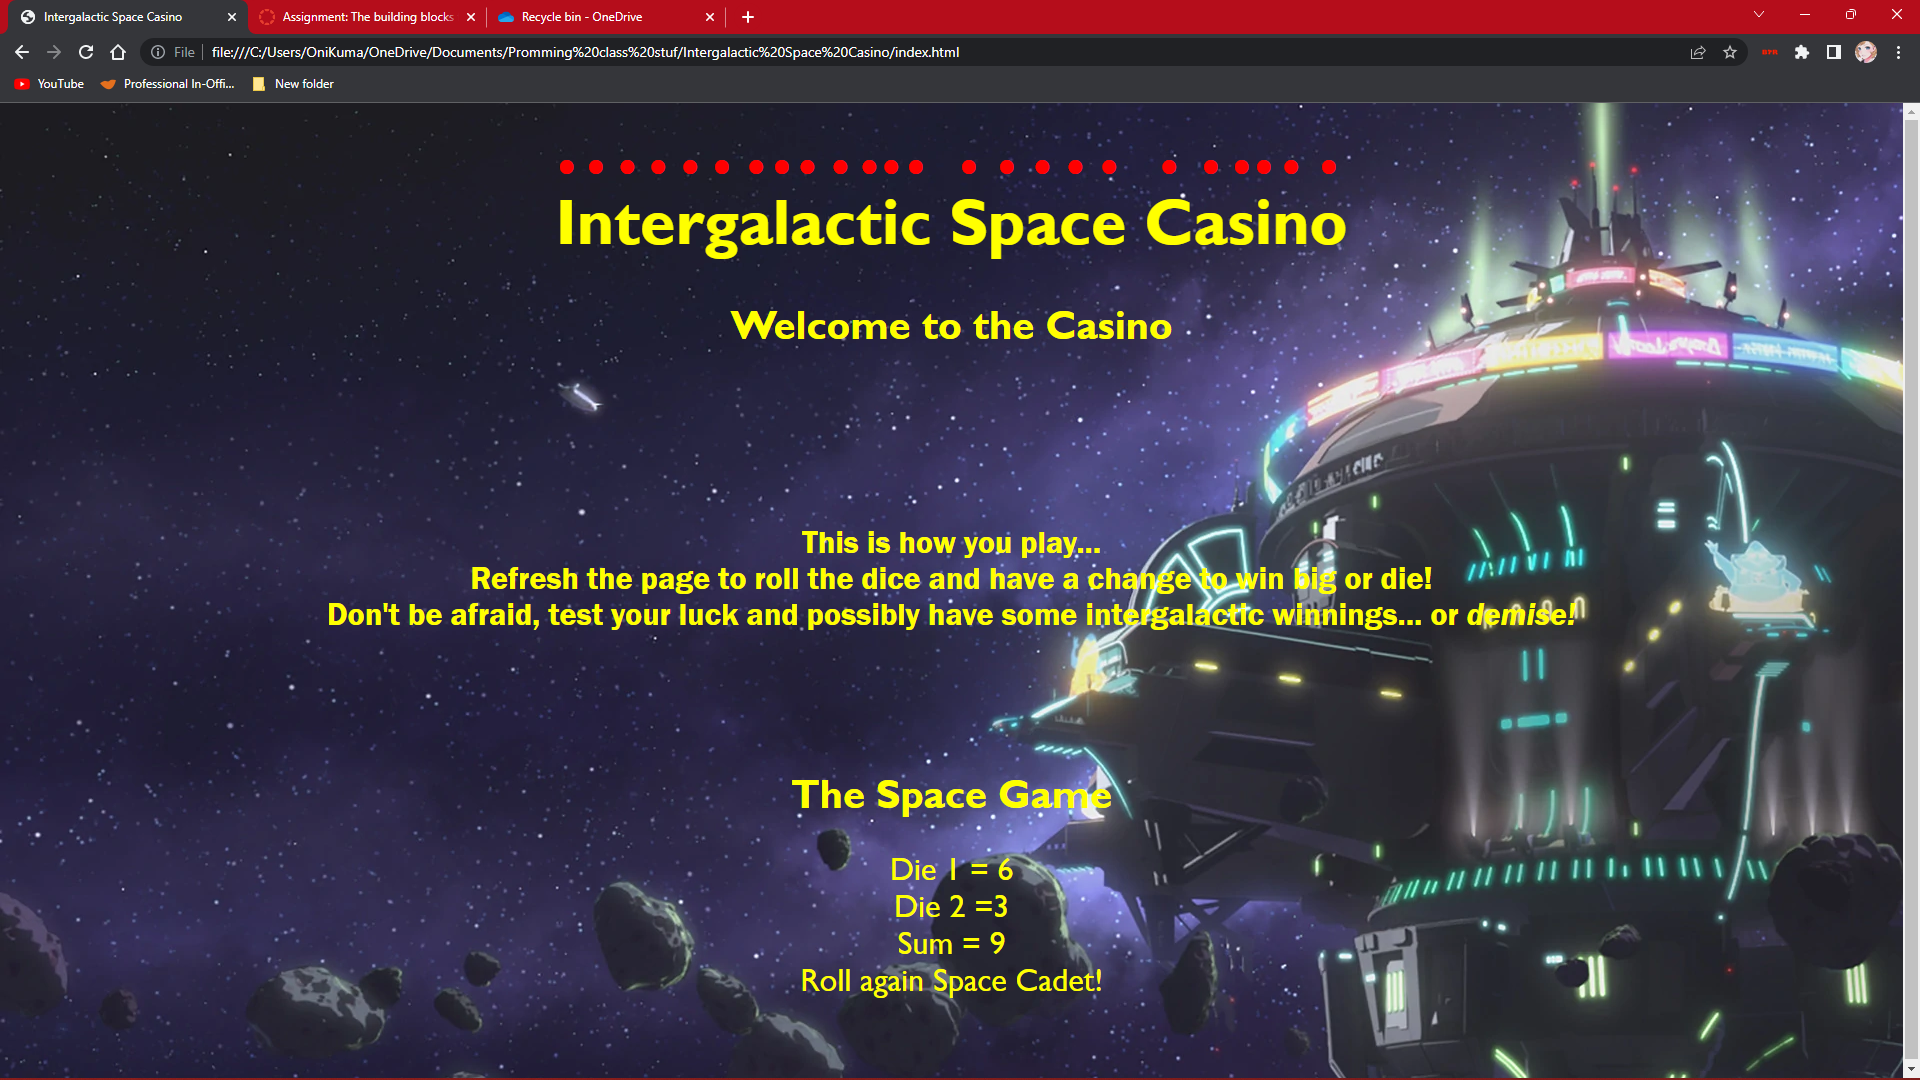 Intergalactic Space Casino
Assignment: The building blocks
Recycle bin - OneDrive
File
file:///C:/Users/OniKuma/OneDrive/Documents/Promming%20class%20stuf/Intergalactic%20Space%20Casino/index.html
YouTube
Professional In-Offi...
New folder
Intergalactic Space Casino
Welcome to the Casino
This is how you play...
Refresh the page to roll the dice and have a change to win big or die!
Don't be afraid, test your luck and possibly have some intergalactic winnings... or demise!
The Space Game
Die 1 = 6
Die 2 =3
Sum = 9
Roll again Space Cadet!